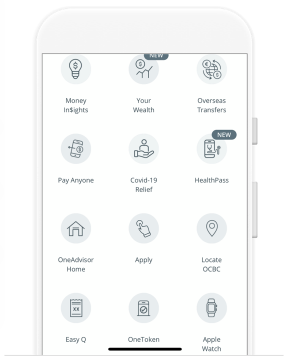 NEW
Money
In$ights
Your
Wealth
Overseas
Transfers
NEW
Pay Anyone
Covid-19
Relief
HealthPass
OneAdvisor
Home
Apply
Locate
OCBC
XX
Easy Q
OneToken
Apple
Watch